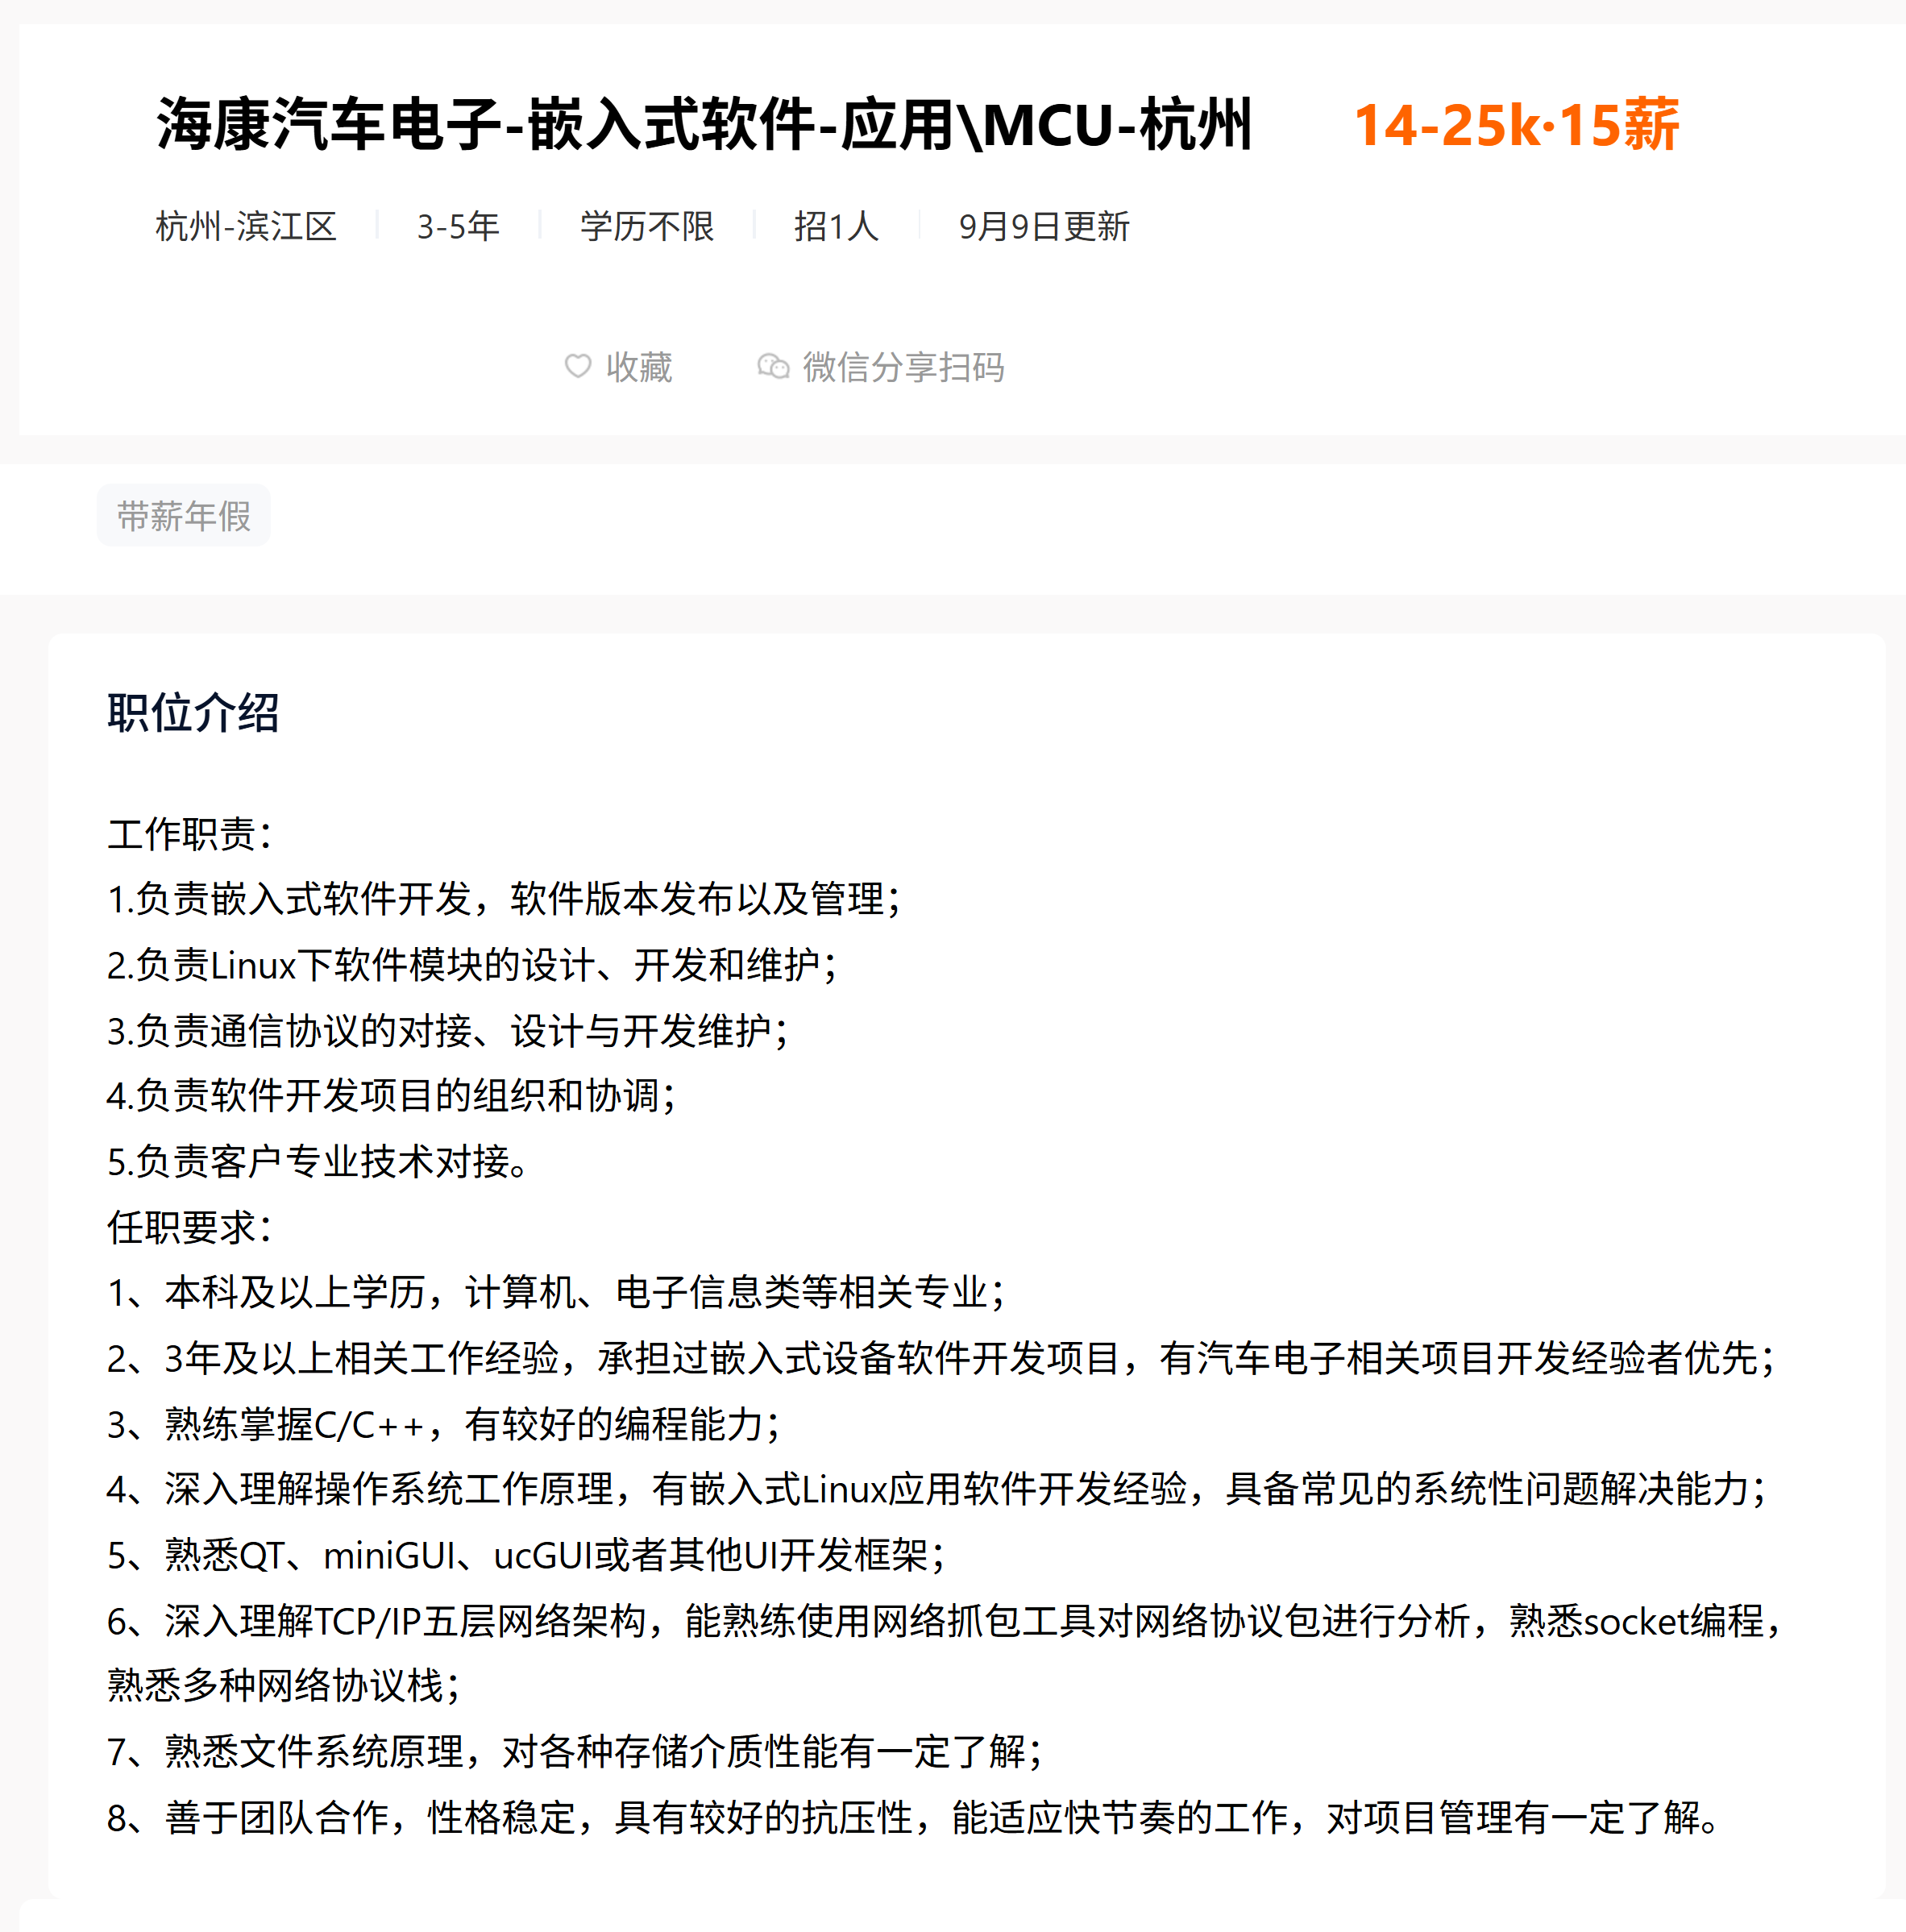 海康汽车电子-嵌入式软件-应用\MCU-杭州 14-25k·15薪
杭州-滨江区 3-5年 学历不限 招1人 9月9日更新
收藏 微信分享扫码
带薪年假
职位介绍
工作职责：
1.负责嵌入式软件开发，软件版本发布以及管理；
2.负责Linux下软件模块的设计、开发和维护；
3.负责通信协议的对接、设计与开发维护；
4.负责软件开发项目的组织和协调；
5.负责客户专业技术对接。
任职要求：
1、本科及以上学历，计算机、电子信息类等相关专业；
2、3年及以上相关工作经验，承担过嵌入式设备软件开发项目，有汽车电子相关项目开发经验者优先；
3、熟练掌握C/C++，有较好的编程能力；
4、深入理解操作系统工作原理，有嵌入式Linux应用软件开发经验，具备常见的系统性问题解决能力；
5、熟悉QT、miniGUI、ucGUI或者其他UI开发框架；
6、深入理解TCP/IP五层网络架构，能熟练使用网络抓包工具对网络协议包进行分析，熟悉socket编程，
熟悉多种网络协议栈；
7、熟悉文件系统原理，对各种存储介质性能有一定了解；
8、善于团队合作，性格稳定，具有较好的抗压性，能适应快节奏的工作，对项目管理有一定了解。